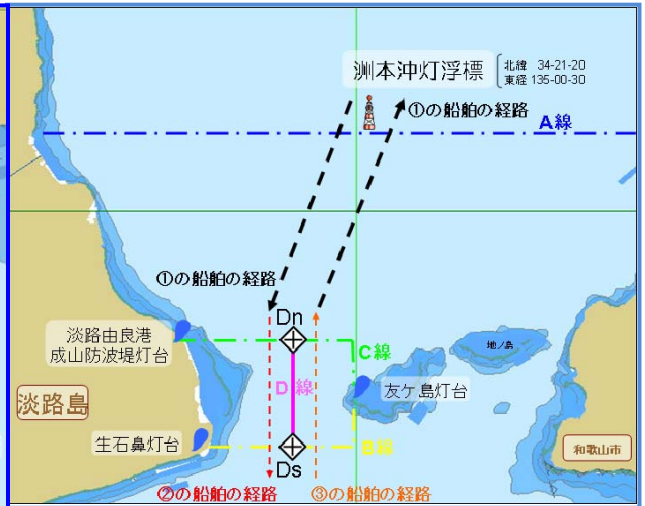 洲本沖灯浮標
北緯 34-21-20
東経 135-00-30
①の船舶の経路
A線
①の船舶の経路
Dn
淡路由良港
成山防波堤灯台
C線
地ノ島
D線
友ケ島灯台
淡路島
生石鼻灯台
B線
和歌山市
Ds
②の船舶の経路
③の船舶の経路